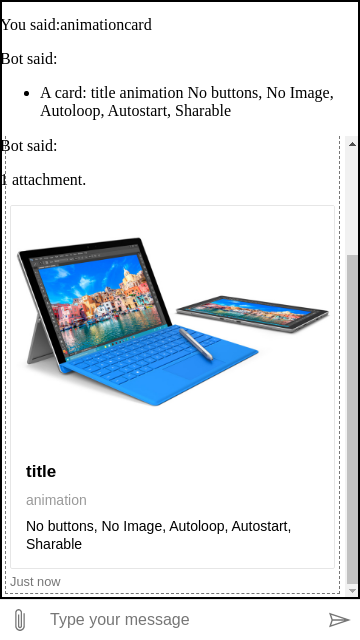 You said:animationcard
Bot said:
A card: title animation No buttons, No Image,
Autoloop, Autostart, Sharable
Bot said:
1 attachment.
title
animation
No buttons, No Image, Autoloop, Autostart,
Sharable
Just now
Type your message